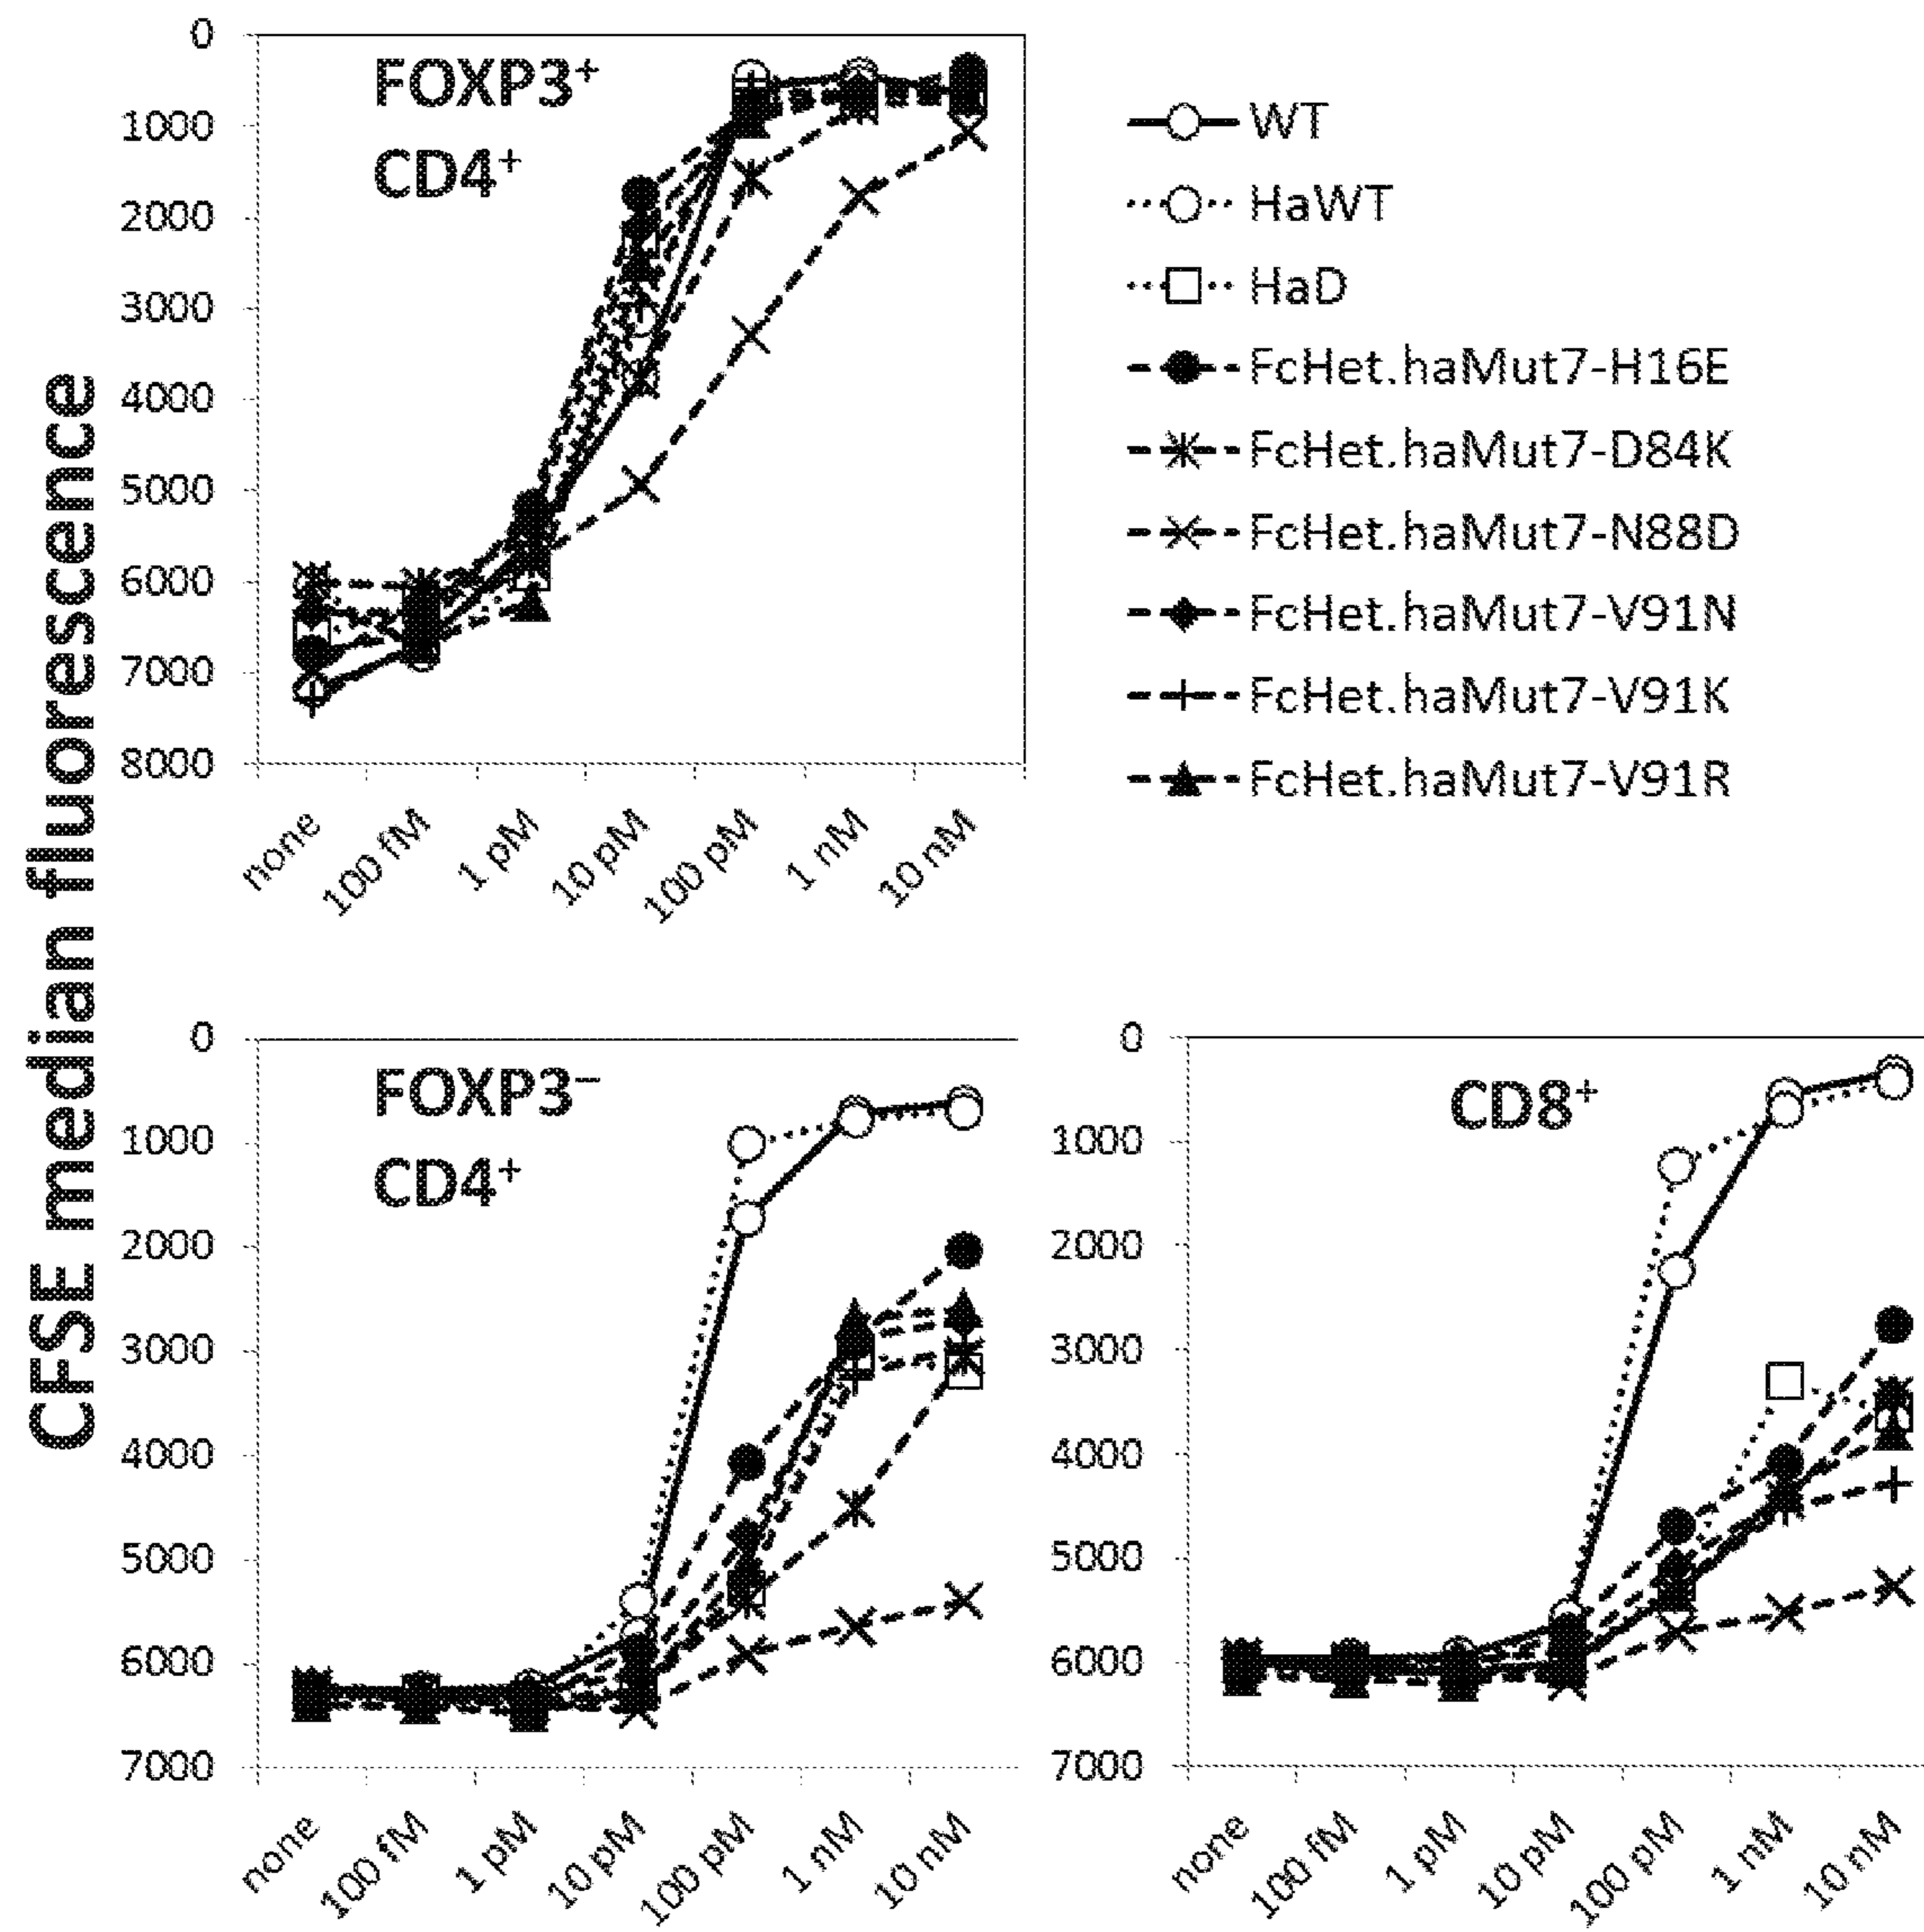 CFSE median fluorescence
FOXP3⁺
CD4⁺
0
1000
2000
3000
4000
5000
6000
7000
8000
none
100 fM
1 pM
10 pM
100 pM
1 nM
10 nM
WT
HaWT
HaD
FcHet.haMut7-H16E
FcHet.haMut7-D84K
FcHet.haMut7-N88D
FcHet.haMut7-V91N
FcHet.haMut7-V91K
FcHet.haMut7-V91R
FOXP3⁻
CD4⁺
0
1000
2000
3000
4000
5000
6000
7000
none
100 fM
1 pM
10 pM
100 pM
1 nM
10 nM
CD8⁺
0
1000
2000
3000
4000
5000
6000
7000
none
100 fM
1 pM
10 pM
100 pM
1 nM
10 nM